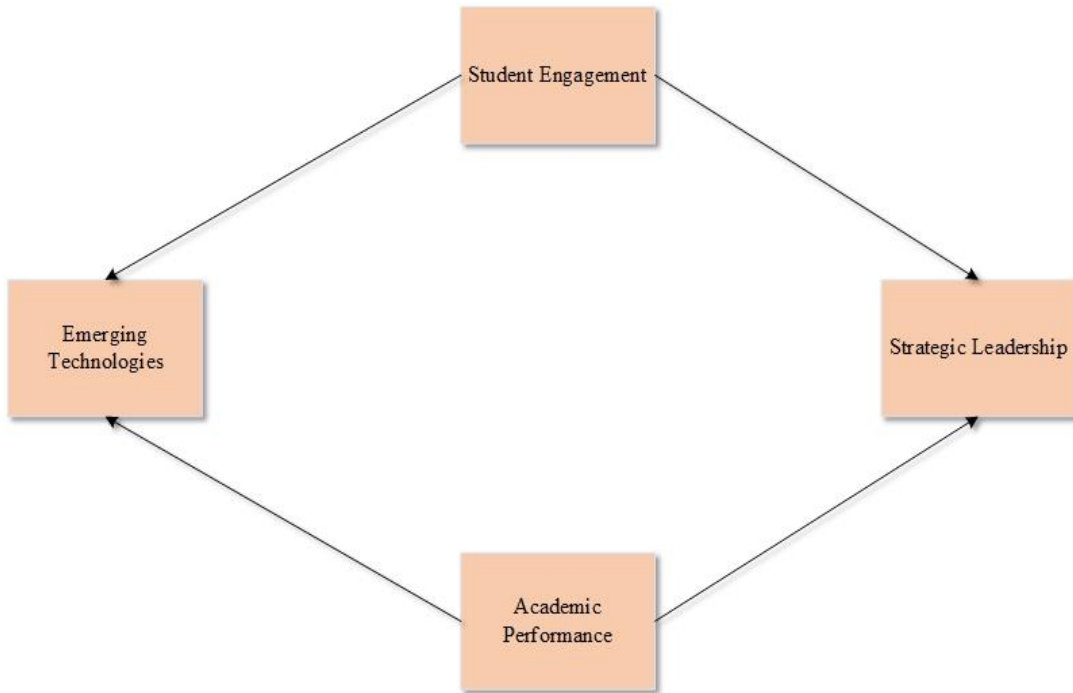 Student Engagement
Emerging
Technologies
Strategic Leadership
Academic
Performance